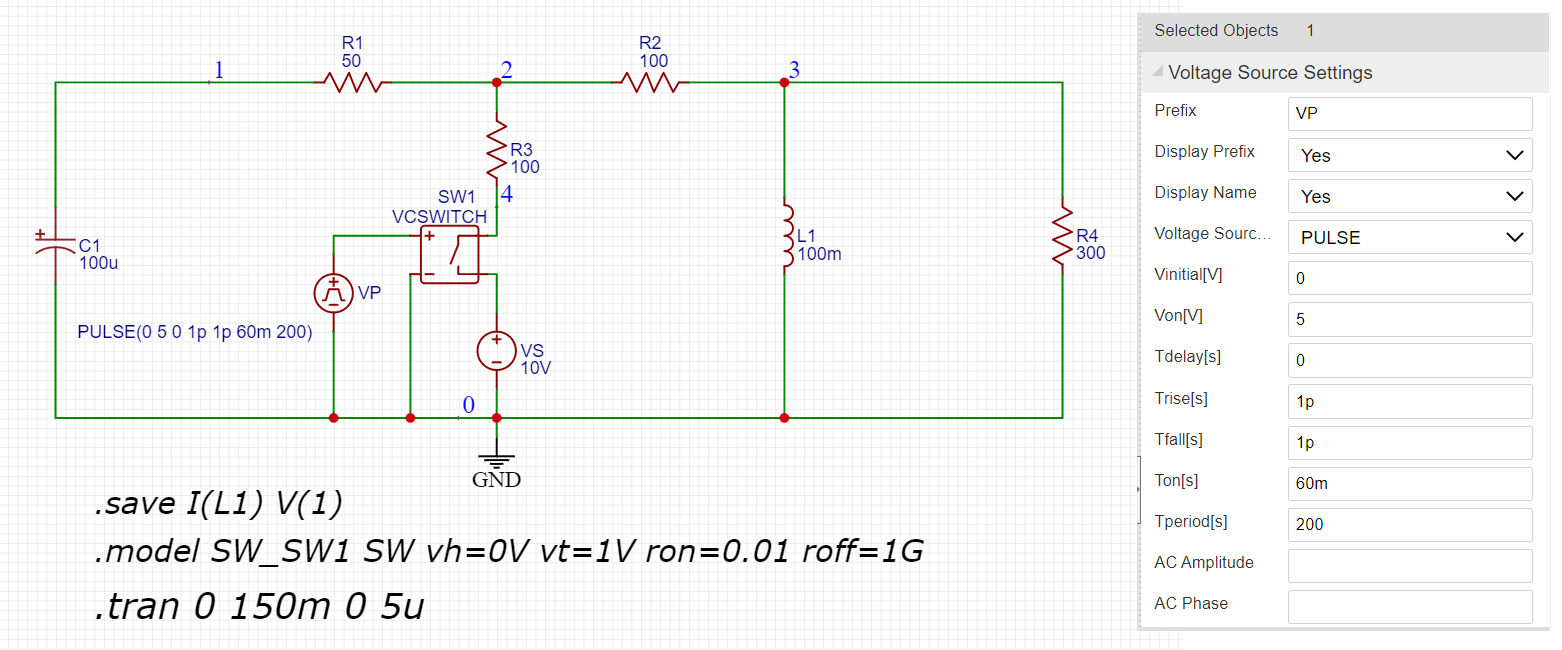 R1
50
R2
100
1
2
3
R3
100
4
SW1
VCSWITCH
+
C1
100u
+
-
L1
100m
R4
300
+
-
VP
PULSE(0 5 0 1p 1p 60m 200)
+
-
VS
10V
0
GND
.save I(L1) V(1)
.model SW_SW1 SW vh=0V vt=1V ron=0.01 roff=1G
.tran 0 150m 0 5u
Selected Objects 1
Voltage Source Settings
Prefix VP
Display Prefix Yes
Display Name Yes
Voltage Sourc... PULSE
Vinitial[V] 0
Von[V] 5
Tdelay[s] 0
Trise[s] 1p
Tfall[s] 1p
Ton[s] 60m
Tperiod[s] 200
AC Amplitude
AC Phase